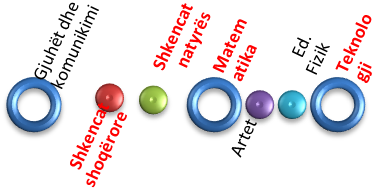 Gjuhët dhe
komunikimi
Shkencat
shoqërore
Shkencat
natyrës
Matem
atika
Artet
Ed.
Fizik
Teknolo
gji